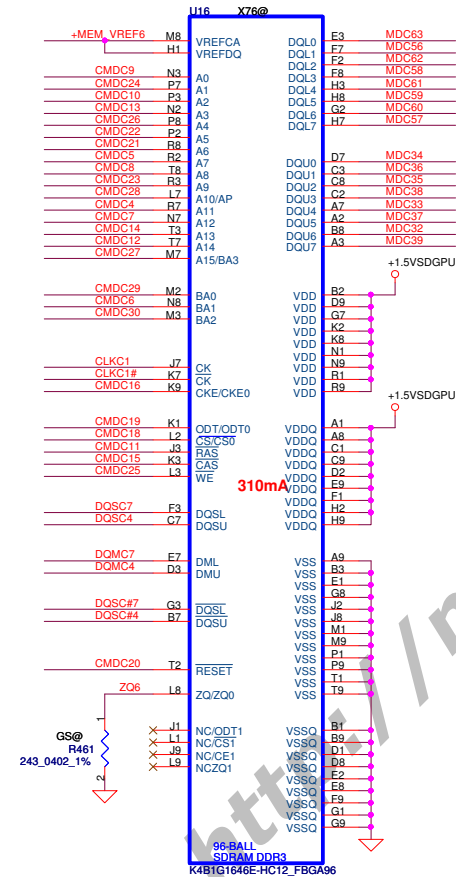 U16 X76@
+MEM_VREF6 M8 VREFCA DQL0 E3 MDC63
H1 VREFDQ DQL1 F7 MDC56
DQL2 F2 MDC62
CMDC9 N3 A0 DQL3 F8 MDC58
CMDC24 P7 A1 DQL4 H3 MDC61
CMDC10 P3 A2 DQL5 H8 MDC59
CMDC13 N2 A3 DQL6 G2 MDC60
CMDC26 P8 A4 DQL7 H7 MDC57
CMDC22 P2 A5
CMDC21 R8 A6
CMDC5 R2 A7 DQU0 D7 MDC34
CMDC8 T8 A8 DQU1 C3 MDC36
CMDC23 R3 A9 DQU2 C8 MDC35
CMDC28 L7 A10/AP DQU3 C2 MDC38
CMDC4 R7 A11 DQU4 A7 MDC33
CMDC7 N7 A12 DQU5 A2 MDC37
CMDC14 T3 A13 DQU6 B8 MDC32
CMDC12 T7 A14 DQU7 A3 MDC39
CMDC27 M7 A15/BA3
+1.5VSDGPU
CMDC29 M2 BA0 VDD B2
CMDC6 N8 BA1 VDD D9
CMDC30 M3 BA2 VDD G7
VDD K2
VDD K8
VDD N1
CLKC1 J7 CK VDD N9
CLKC1# K7 CK VDD R1
CMDC16 K9 CKE/CKE0 VDD R9
+1.5VSDGPU
CMDC19 K1 ODT/ODT0 VDDQ A1
CMDC18 L2 CS/CS0 VDDQ A8
CMDC11 J3 RAS VDDQ C1
CMDC15 K3 CAS VDDQ C9
CMDC25 L3 WE VDDQ D2
310mA VDDQ E9
VDDQ F1
DQSC7 F3 DQSL VDDQ H2
DQSC4 C7 DQSU VDDQ H9
DQMC7 E7 DML VSS A9
DQMC4 D3 DMU VSS B3
VSS E1
VSS G8
DQSC#7 G3 DQSL VSS J2
DQSC#4 B7 DQSU VSS J8
VSS M1
VSS M9
VSS P1
CMDC20 T2 RESET VSS P9
VSS T1
ZQ6 L8 ZQ/ZQ0 VSS T9
1
GS@ J1 NC/ODT1 VSSQ B1
R461 L1 NC/CS1 VSSQ B9
243_0402_1% J9 NC/CE1 VSSQ D1
L9 NCZQ1 VSSQ D8
2 VSSQ E2
VSSQ E8
VSSQ F9
VSSQ G1
VSSQ G9
96-BALL
SDRAM DDR3
K4B1G1646E-HC12_FBGA96
http://